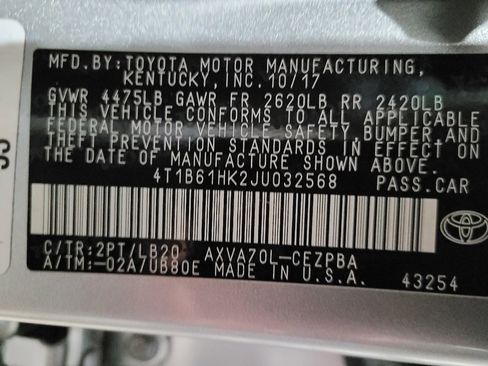 MFD.BY:TOYOTA MOTOR MANUFACTURING,
KENTUCKY, INC. 10/17
GVWR 4475LB GAWR FR 2620LB RR 2420LB
THIS VEHICLE CONFORMS TO ALL APPLICABLE
FEDERAL MOTOR VEHICLE SAFETY AND
THEFT PREVENTION STANDARDS IN EFFECT ON
THE DATE OF MANUFACTURE SHOWN ABOVE.
4T1B61HK2JU032568 PASS.CAR
C/TR:2PT/LB20 AXVA70L-CEZPBA
A/TM:-02A/UB80E MADE IN U.S.A. 43254